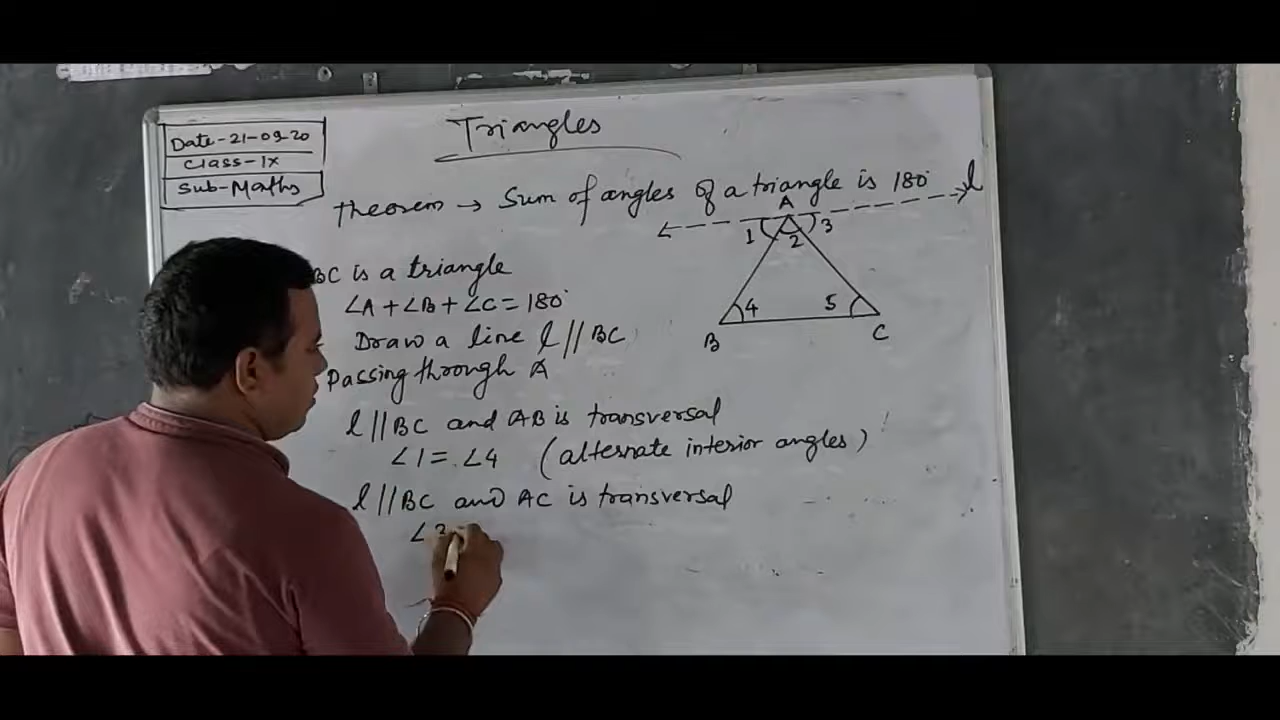 Triangles
Date-21-09-20
Class-IX
Sub-Maths
Theorem → Sum of angles of a triangle is 180°
l
A
1 2 3
BC is a triangle
∠A+∠B+∠C=180°
4 5
Draw a line l//BC
B C
Passing through A
l//BC and AB is transversal
∠1=∠4 (alternate interior angles)
l//BC and AC is transversal
∠3